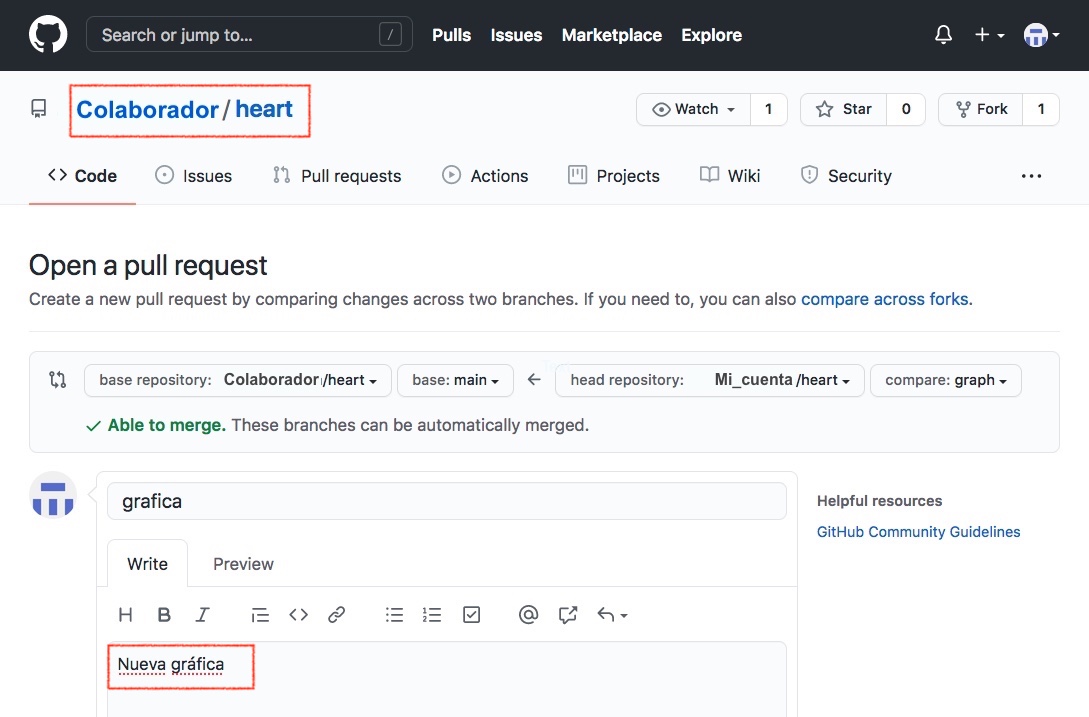 Search or jump to... / Pulls Issues Marketplace Explore
Colaborador / heart Watch 1 Star 0 Fork 1
Code Issues Pull requests Actions Projects Wiki Security ...
Open a pull request
Create a new pull request by comparing changes across two branches. If you need to, you can also compare across forks.
base repository: Colaborador/heart base: main ← head repository: Mi_cuenta/heart compare: graph
Able to merge. These branches can be automatically merged.
grafica
Helpful resources
GitHub Community Guidelines
Write Preview
H B I
Nueva gráfica